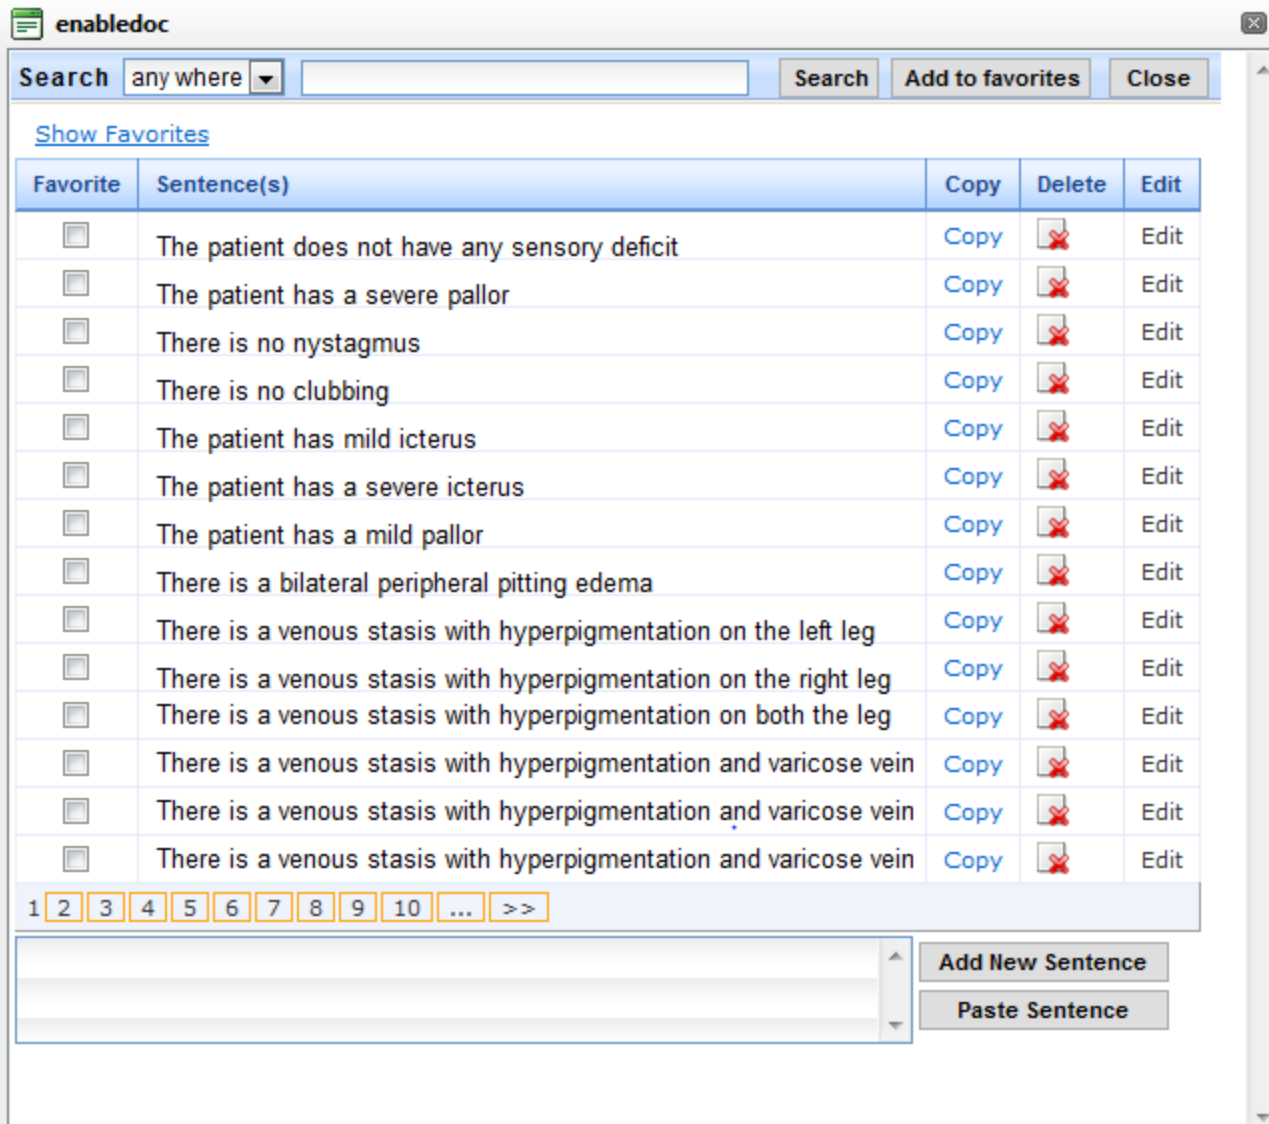 enabledoc
Search any where Search Add to favorites Close
Show Favorites
Favorite Sentence(s) Copy Delete Edit
The patient does not have any sensory deficit Copy Edit
The patient has a severe pallor Copy Edit
There is no nystagmus Copy Edit
There is no clubbing Copy Edit
The patient has mild icterus Copy Edit
The patient has a severe icterus Copy Edit
The patient has a mild pallor Copy Edit
There is a bilateral peripheral pitting edema Copy Edit
There is a venous stasis with hyperpigmentation on the left leg Copy Edit
There is a venous stasis with hyperpigmentation on the right leg Copy Edit
There is a venous stasis with hyperpigmentation on both the leg Copy Edit
There is a venous stasis with hyperpigmentation and varicose vein Copy Edit
There is a venous stasis with hyperpigmentation and varicose vein Copy Edit
There is a venous stasis with hyperpigmentation and varicose vein Copy Edit
1 2 3 4 5 6 7 8 9 10 ... >>
Add New Sentence
Paste Sentence